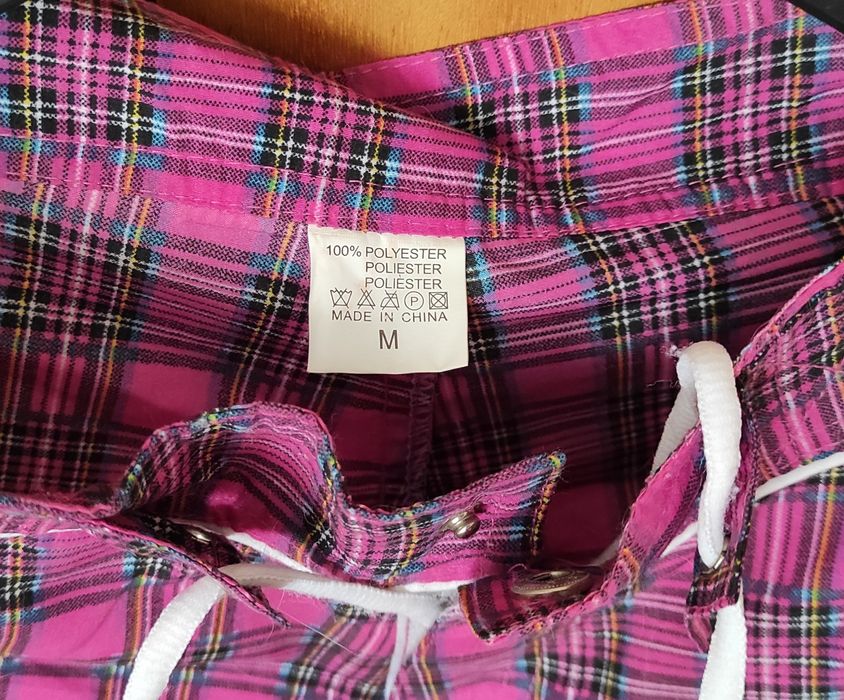 100% POLYESTER
POLIESTER
POLIÉSTER
P
MADE IN CHINA
M